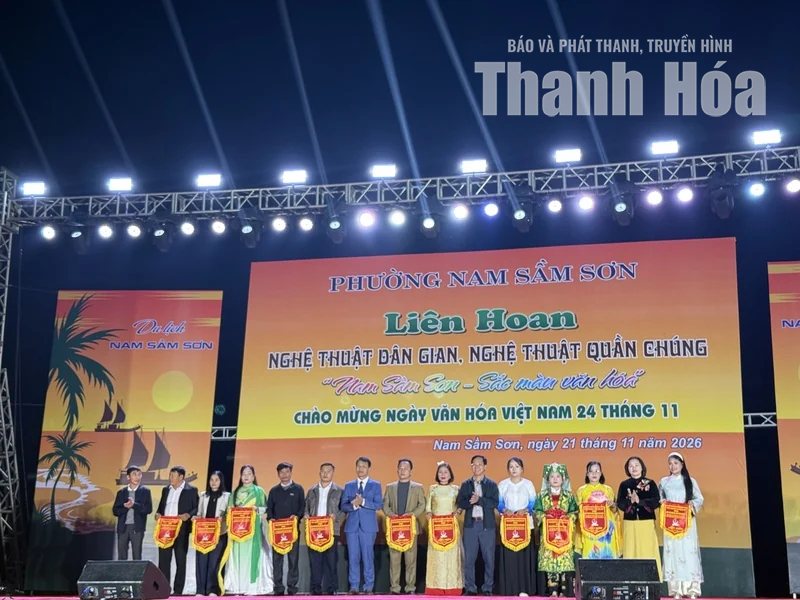 BÁO VÀ PHÁT THANH, TRUYỀN HÌNH
Thanh Hóa
PHƯỜNG NAM SẦM SƠN
Liên Hoan
NGHỆ THUẬT DÂN GIAN, NGHỆ THUẬT QUẦN CHÚNG
"Nam Sầm Sơn - Sắc màu văn hóa"
CHÀO MỪNG NGÀY VĂN HÓA VIỆT NAM 24 THÁNG 11
Nam Sầm Sơn, ngày 21 tháng 11 năm 2026
Du lịch
NAM SẦM SƠN